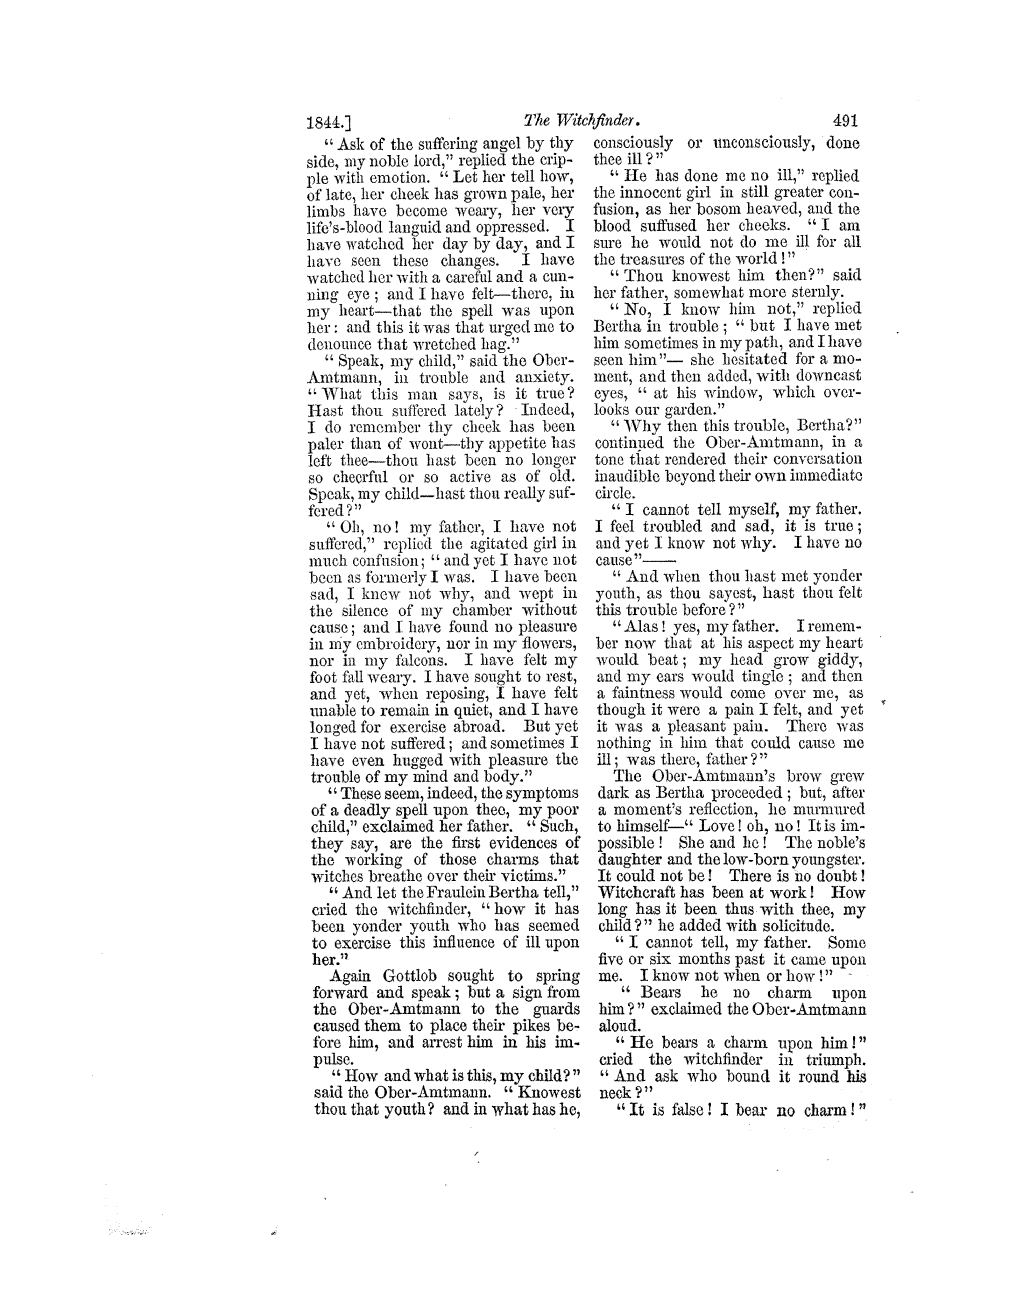 1844.] The Witchfinder. 491
“ Ask of the suffering angel by thy
side, my noble lord,” replied the crip-
ple with emotion. “ Let her tell how,
of late, her cheek has grown pale, her
limbs have become weary, her very
life's-blood languid and oppressed. I
have watched her day by day, and I
have seen these changes. I have
watched her with a careful and a cun-
ning eye ; and I have felt—there, in
my heart—that the spell was upon
her : and this it was that urged me to
denounce that wretched hag.”
“ Speak, my child,” said the Ober-
Amtmann, in trouble and anxiety.
“ What this man says, is it true ?
Hast thou suffered lately ? Indeed,
I do remember thy cheek has been
paler than of wont—thy appetite has
left thee—thou hast been no longer
so cheerful or so active as of old.
Speak, my child—hast thou really suf-
fered ?”
“ Oh, no ! my father, I have not
suffered,” replied the agitated girl in
much confusion ; “ and yet I have not
been as formerly I was. I have been
sad, I knew not why, and wept in
the silence of my chamber without
cause ; and I have found no pleasure
in my embroidery, nor in my flowers,
nor in my falcons. I have felt my
foot fall weary. I have sought to rest,
and yet, when reposing, I have felt
unable to remain in quiet, and I have
longed for exercise abroad. But yet
I have not suffered ; and sometimes I
have even hugged with pleasure the
trouble of my mind and body.”
“ These seem, indeed, the symptoms
of a deadly spell upon thee, my poor
child,” exclaimed her father. “ Such,
they say, are the first evidences of
the working of those charms that
witches breathe over their victims.”
“ And let the Fraulein Bertha tell,”
cried the witchfinder, “ how it has
been yonder youth who has seemed
to exercise this influence of ill upon
her.”
Again Gottlob sought to spring
forward and speak ; but a sign from
the Ober-Amtmann to the guards
caused them to place their pikes be-
fore him, and arrest him in his im-
pulse.
“ How and what is this, my child ?”
said the Ober-Amtmann. “ Knowest
thou that youth ? and in what has he,
consciously or unconsciously, done
thee ill ?”
“ He has done me no ill,” replied
the innocent girl in still greater con-
fusion, as her bosom heaved, and the
blood suffused her cheeks. “ I am
sure he would not do me ill for all
the treasures of the world !”
“ Thou knowest him then ?” said
her father, somewhat more sternly.
“ No, I know him not,” replied
Bertha in trouble ; “ but I have met
him sometimes in my path, and I have
seen him”— she hesitated for a mo-
ment, and then added, with downcast
eyes, “ at his window, which over-
looks our garden.”
“ Why then this trouble, Bertha ?”
continued the Ober-Amtmann, in a
tone that rendered their conversation
inaudible beyond their own immediate
circle.
“ I cannot tell myself, my father.
I feel troubled and sad, it is true ;
and yet I know not why. I have no
cause”——
“ And when thou hast met yonder
youth, as thou sayest, hast thou felt
this trouble before ?”
“ Alas ! yes, my father. I remem-
ber now that at his aspect my heart
would beat ; my head grow giddy,
and my ears would tingle ; and then
a faintness would come over me, as
though it were a pain I felt, and yet
it was a pleasant pain. There was
nothing in him that could cause me
ill ; was there, father ?”
The Ober-Amtmann's brow grew
dark as Bertha proceeded ; but, after
a moment's reflection, he murmured
to himself—“ Love ! oh, no ! It is im-
possible ! She and he ! The noble's
daughter and the low-born youngster.
It could not be ! There is no doubt !
Witchcraft has been at work ! How
long has it been thus with thee, my
child ?” he added with solicitude.
“ I cannot tell, my father. Some
five or six months past it came upon
me. I know not when or how !”
“ Bears he no charm upon
him ?” exclaimed the Ober-Amtmann
aloud.
“ He bears a charm upon him !”
cried the witchfinder in triumph.
“ And ask who bound it round his
neck ?”
“ It is false ! I bear no charm !”